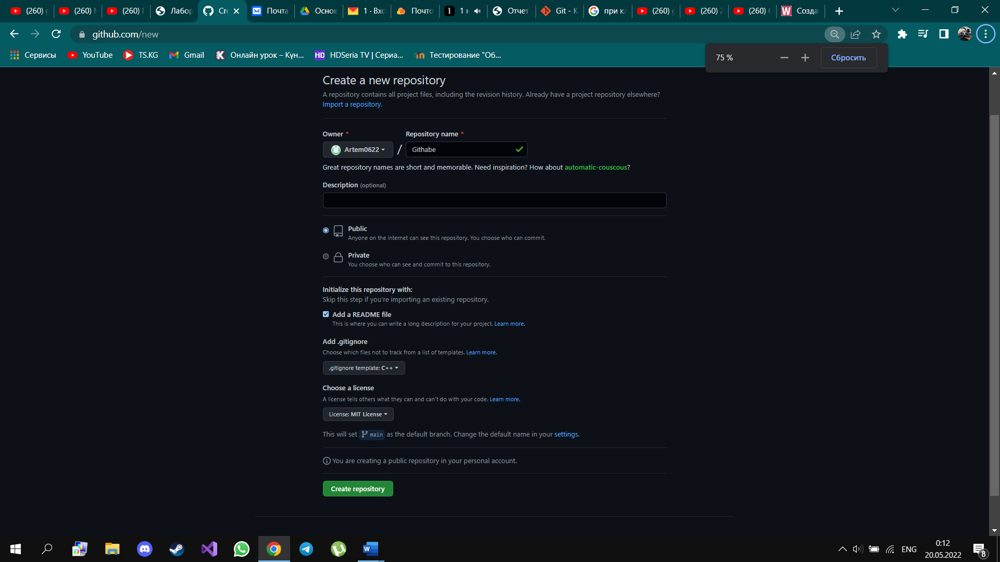 (260) g
(260)
(260)
Лабор
Cre
Почта
Основ
1 · Вхо
Почто
1 н
Отчет
Git - К
при кл
(260) g
(260) 2
(260)
Созда
github.com/new
75 %
Сбросить
Сервисы
YouTube
TS.KG
Gmail
Онлайн урок – Күн...
HDSeria TV | Сериа...
Тестирование "Об...
Create a new repository
A repository contains all project files, including the revision history. Already have a project repository elsewhere?
Import a repository.
Owner *
Repository name *
Artem0622
/
Githabe
Great repository names are short and memorable. Need inspiration? How about automatic-couscous?
Description (optional)
Public
Anyone on the internet can see this repository. You choose who can commit.
Private
You choose who can see and commit to this repository.
Initialize this repository with:
Skip this step if you're importing an existing repository.
Add a README file
This is where you can write a long description for your project. Learn more.
Add .gitignore
Choose which files not to track from a list of templates. Learn more.
.gitignore template: C++
Choose a license
A license tells others what they can and can't do with your code. Learn more.
License: MIT License
This will set main as the default branch. Change the default name in your settings.
You are creating a public repository in your personal account.
Create repository
ENG
0:12
20.05.2022
8